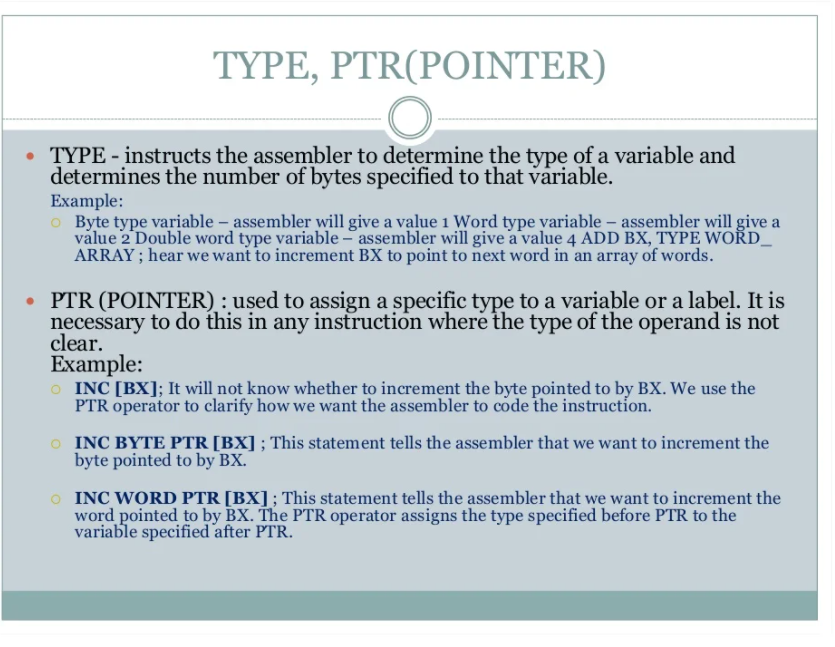 TYPE, PTR(POINTER)
• TYPE - instructs the assembler to determine the type of a variable and
determines the number of bytes specified to that variable.
Example:
Byte type variable – assembler will give a value 1 Word type variable – assembler will give a
value 2 Double word type variable – assembler will give a value 4 ADD BX, TYPE WORD_
ARRAY ; hear we want to increment BX to point to next word in an array of words.
• PTR (POINTER) : used to assign a specific type to a variable or a label. It is
necessary to do this in any instruction where the type of the operand is not
clear.
Example:
INC [BX]; It will not know whether to increment the byte pointed to by BX. We use the
PTR operator to clarify how we want the assembler to code the instruction.
INC BYTE PTR [BX] ; This statement tells the assembler that we want to increment the
byte pointed to by BX.
INC WORD PTR [BX] ; This statement tells the assembler that we want to increment the
word pointed to by BX. The PTR operator assigns the type specified before PTR to the
variable specified after PTR.